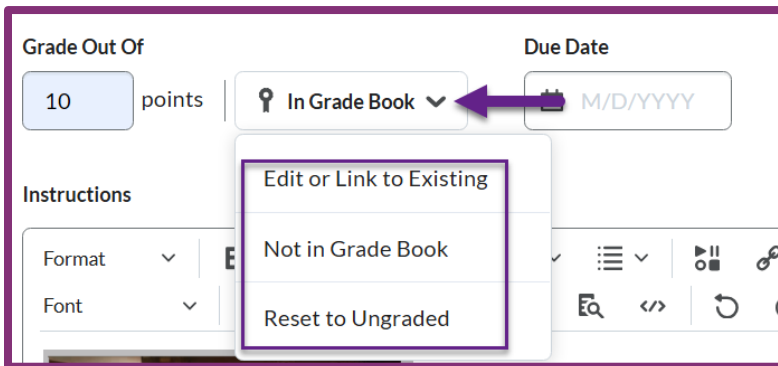 Grade Out Of Due Date
10 points In Grade Book M/D/YYYY
Edit or Link to Existing
Instructions
Not in Grade Book
Format
Reset to Ungraded
Font